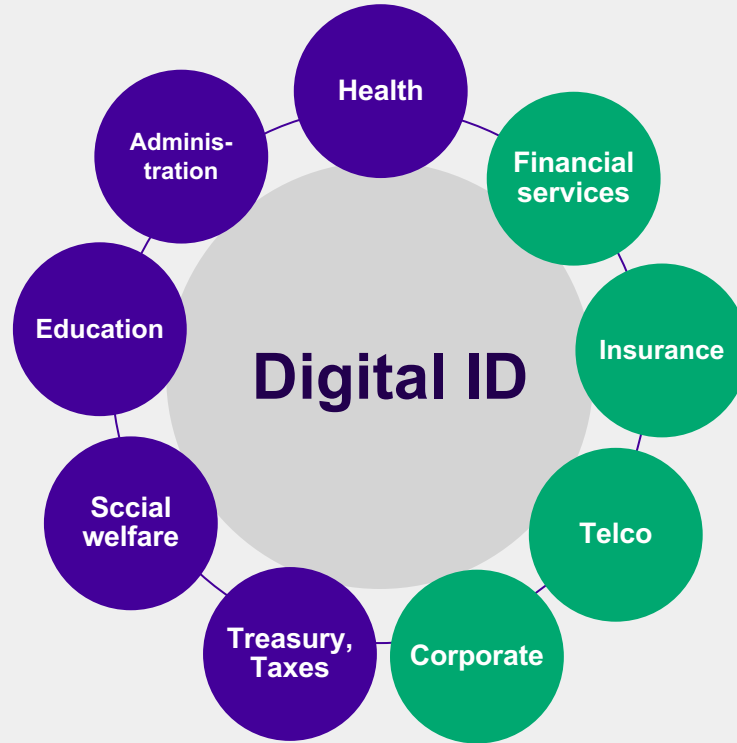 Health
Financial
services
Insurance
Telco
Corporate
Treasury,
Taxes
Sccial
welfare
Education
Adminis-
tration
Digital ID